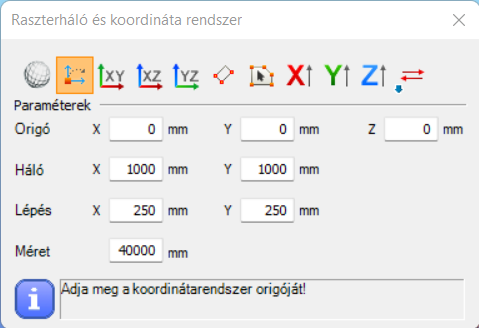 Raszterháló és koordináta rendszer
XY XZ YZ X Y Z
Paraméterek
Origó X 0 mm Y 0 mm Z 0 mm
Háló X 1000 mm Y 1000 mm
Lépés X 250 mm Y 250 mm
Méret 40000 mm
Adja meg a koordinátarendszer origóját!